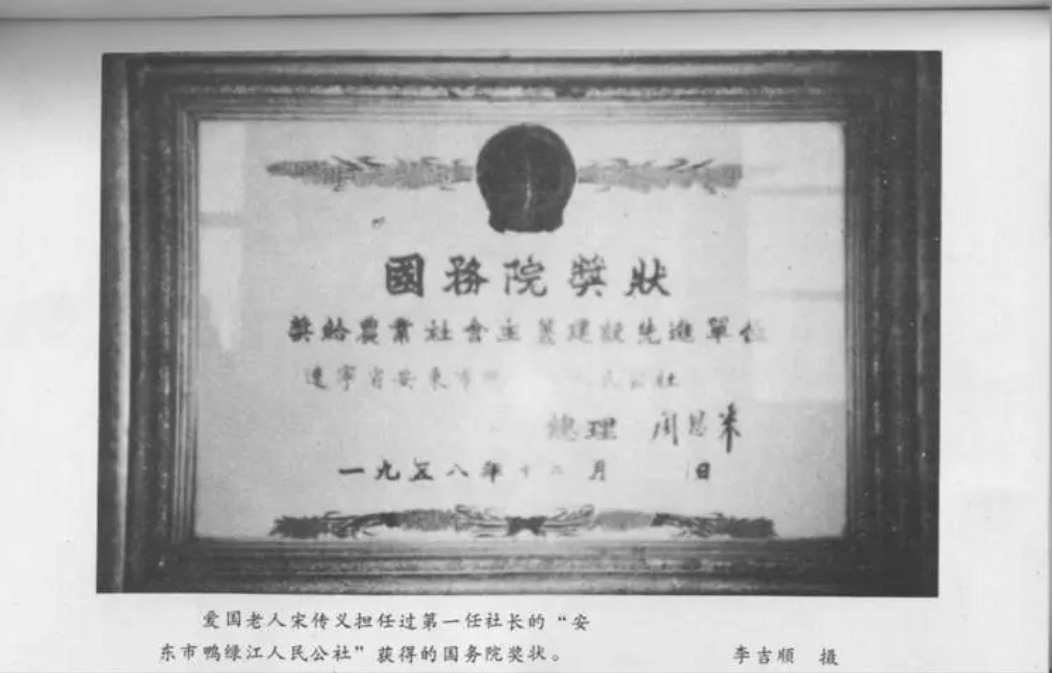 國務院獎狀
獎給農業社會主義建設先進單位
遼寧省安東市 人民公社
總理 周恩来
一九五八年十二月 日
爱国老人宋传义担任过第一任社长的“安
东市鸭绿江人民公社”获得的国务院奖状。
李吉顺 摄